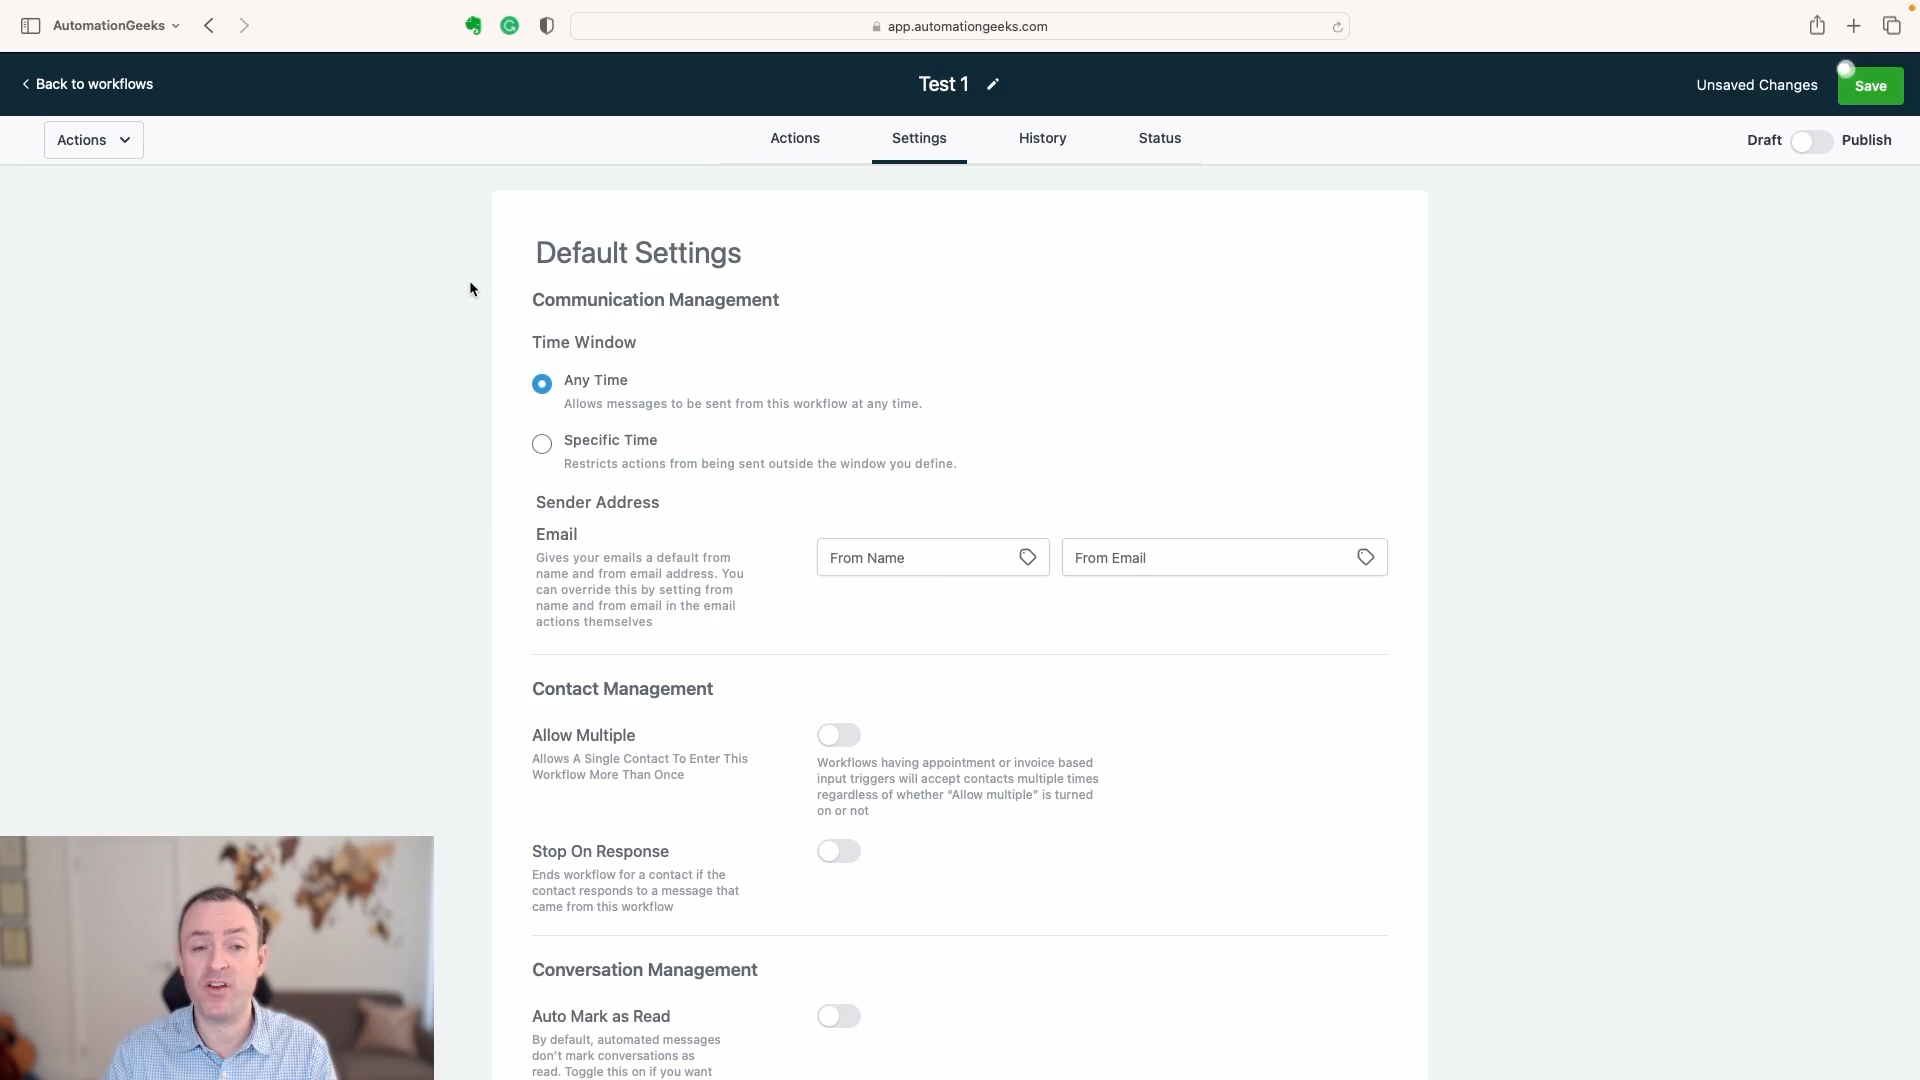 AutomationGeeks
app.automationgeeks.com
Back to workflows
Test 1
Unsaved Changes
Save
Actions
Actions
Settings
History
Status
Draft
Publish
Default Settings
Communication Management
Time Window
Any Time
Allows messages to be sent from this workflow at any time.
Specific Time
Restricts actions from being sent outside the window you define.
Sender Address
Email
Gives your emails a default from
name and from email address. You
can override this by setting from
name and from email in the email
actions themselves
From Name
From Email
Contact Management
Allow Multiple
Allows A Single Contact To Enter This
Workflow More Than Once
Workflows having appointment or invoice based
input triggers will accept contacts multiple times
regardless of whether “Allow multiple” is turned
on or not
Stop On Response
Ends workflow for a contact if the
contact responds to a message that
came from this workflow
Conversation Management
Auto Mark as Read
By default, automated messages
don’t mark conversations as
read. Toggle this on if you want